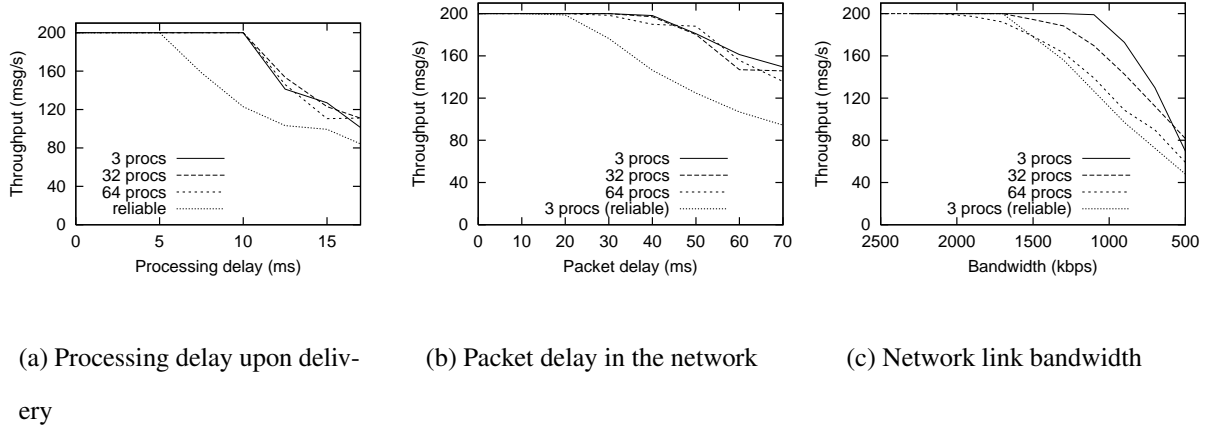 Throughput (msg/s)
200
160
120
80
40
0
3 procs
32 procs
64 procs
reliable
0 5 10 15
Processing delay (ms)
Throughput (msg/s)
200
160
120
80
40
0
3 procs
32 procs
64 procs
3 procs (reliable)
0 10 20 30 40 50 60 70
Packet delay (ms)
Throughput (msg/s)
200
160
120
80
40
0
3 procs
32 procs
64 procs
3 procs (reliable)
2500 2000 1500 1000 500
Bandwidth (kbps)
(a) Processing delay upon deliv-
ery
(b) Packet delay in the network
(c) Network link bandwidth